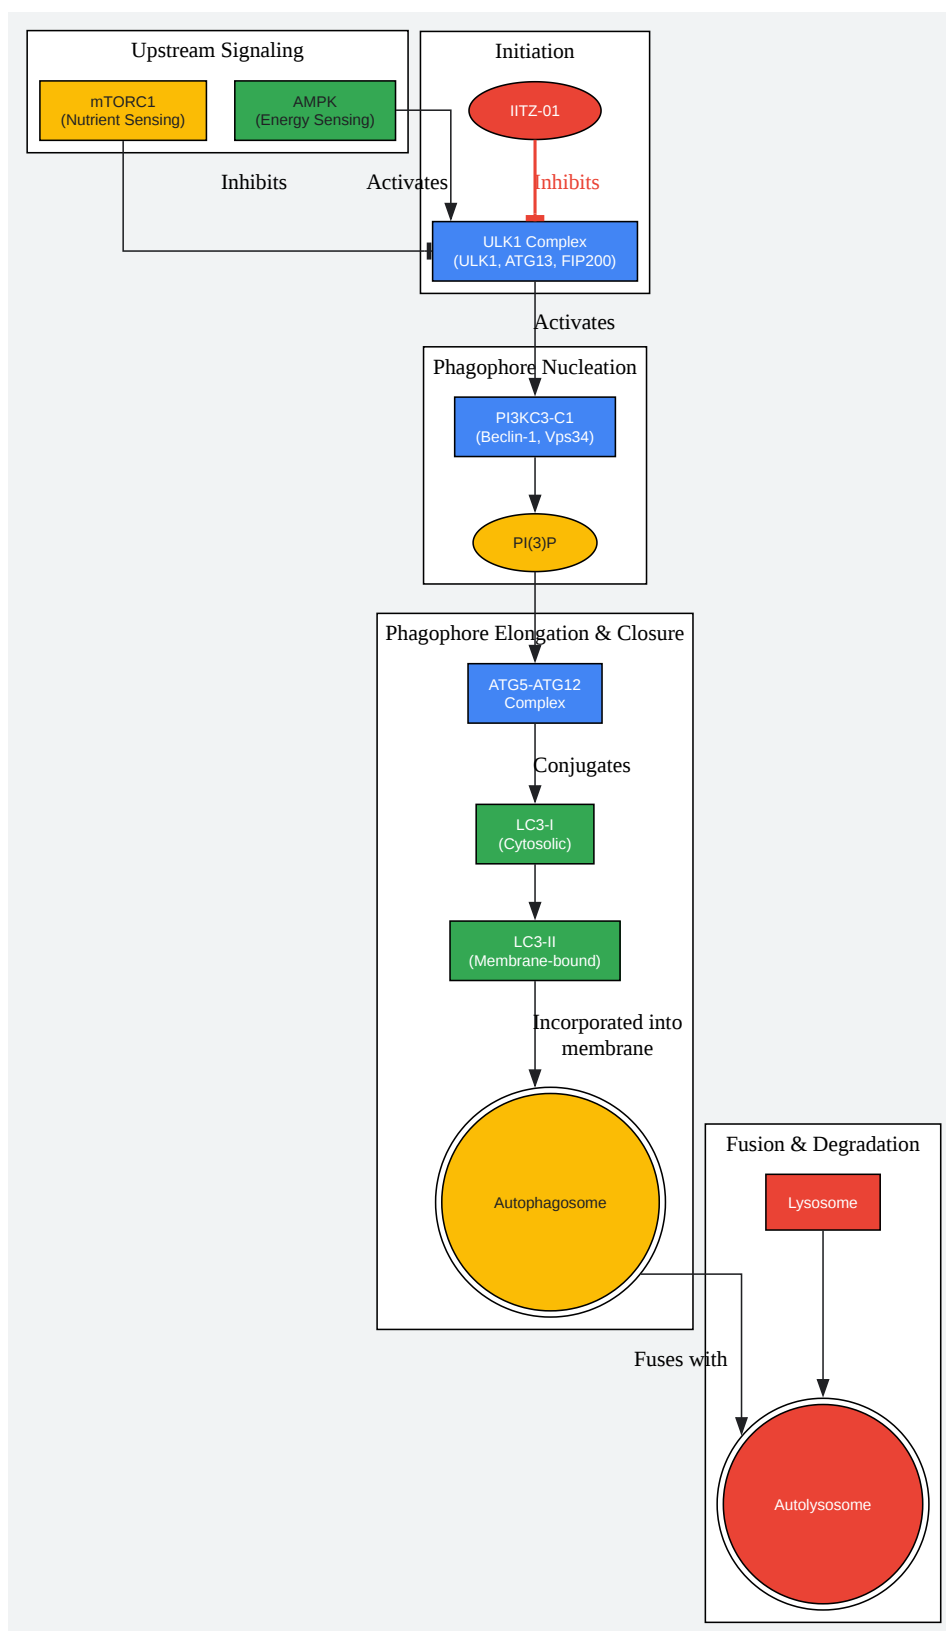 Upstream Signaling
mTORC1
(Nutrient Sensing)
AMPK
(Energy Sensing)
Initiation
IITZ-01
Inhibits
Activates
Inhibits
ULK1 Complex
(ULK1, ATG13, FIP200)
Activates
Phagophore Nucleation
PI3KC3-C1
(Beclin-1, Vps34)
PI(3)P
Phagophore Elongation & Closure
ATG5-ATG12
Complex
Conjugates
LC3-I
(Cytosolic)
LC3-II
(Membrane-bound)
Incorporated into
membrane
Autophagosome
Fusion & Degradation
Lysosome
Fuses with
Autolysosome